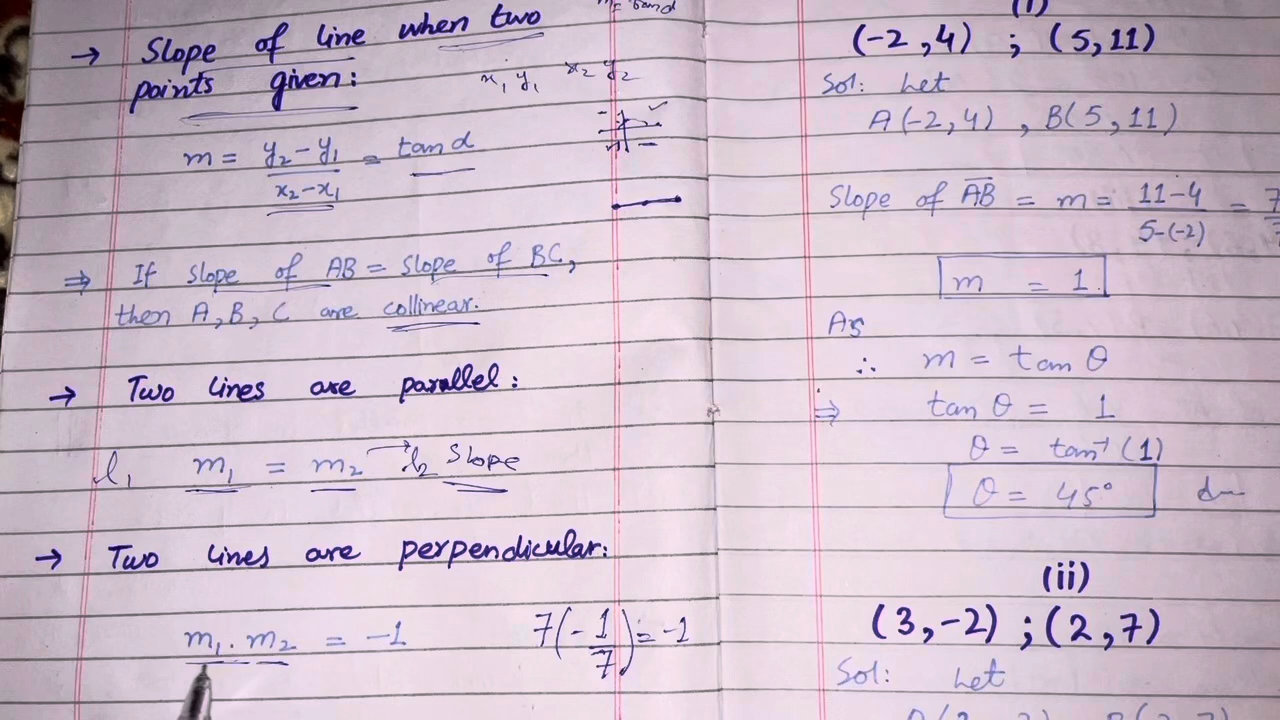 → Slope of line when two
points given:
x₁ y₁ x₂ y₂
m = (y₂ - y₁)/(x₂ - x₁) = tan α
⇒ If slope of AB = slope of BC,
then A, B, C are collinear.
→ Two lines are parallel:
l₁ m₁ = m₂ → l₂ slope
→ Two lines are perpendicular:
m₁ . m₂ = -1 7(-1/7) = -1
(i)
(-2, 4) ; (5, 11)
Sol: Let
A(-2, 4) , B(5, 11)
Slope of A̅B̅ = m = (11-4)/(5-(-2)) = 7
m = 1
As
∴ m = tan θ
⇒ tan θ = 1
θ = tan⁻¹ (1)
θ = 45°
(ii)
(3, -2) ; (2, 7)
Sol: Let